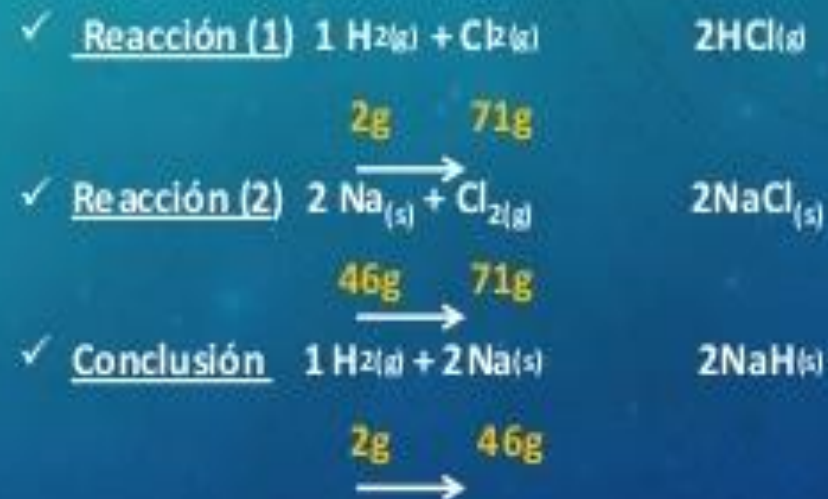 ✓ Reacción (1) 1 H2(g) + Cl2(g) 2HCl(g)
2g 71g
✓ Reacción (2) 2 Na(s) + Cl2(g) 2NaCl(s)
46g 71g
✓ Conclusión 1 H2(g) + 2 Na(s) 2NaH(s)
2g 46g